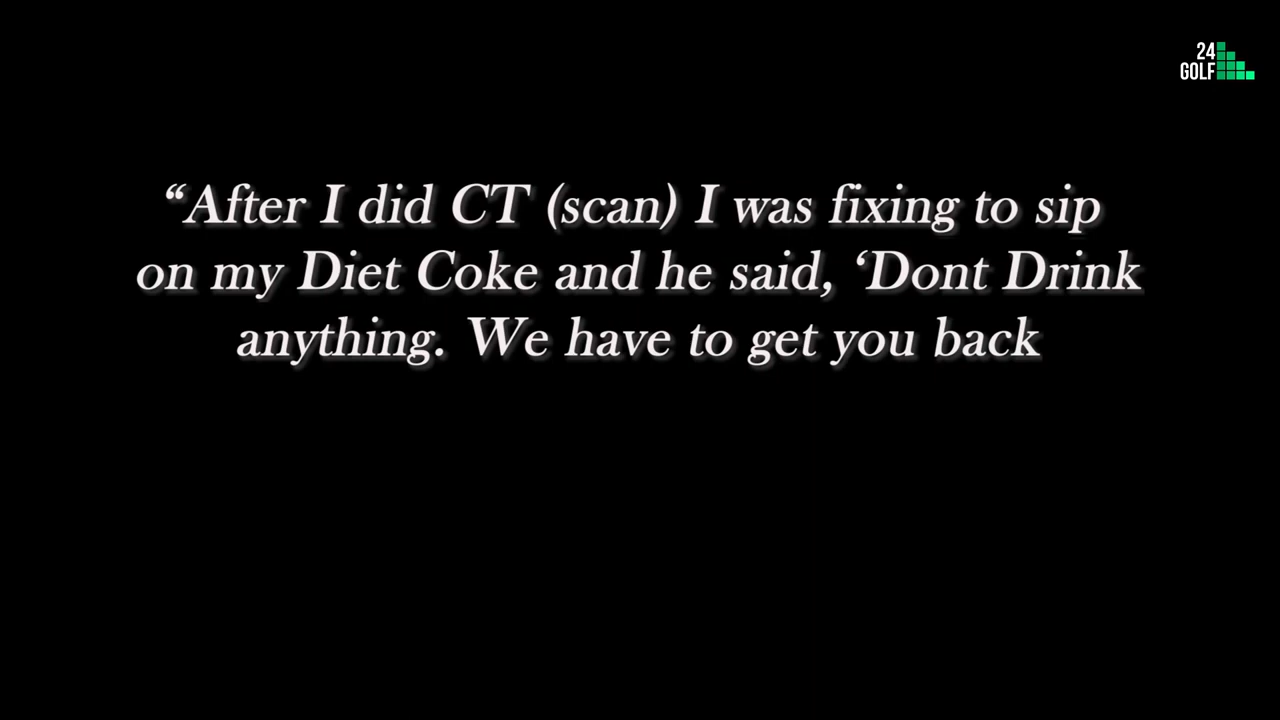 24
GOLF
“After I did CT (scan) I was fixing to sip
on my Diet Coke and he said, ‘Dont Drink
anything. We have to get you back